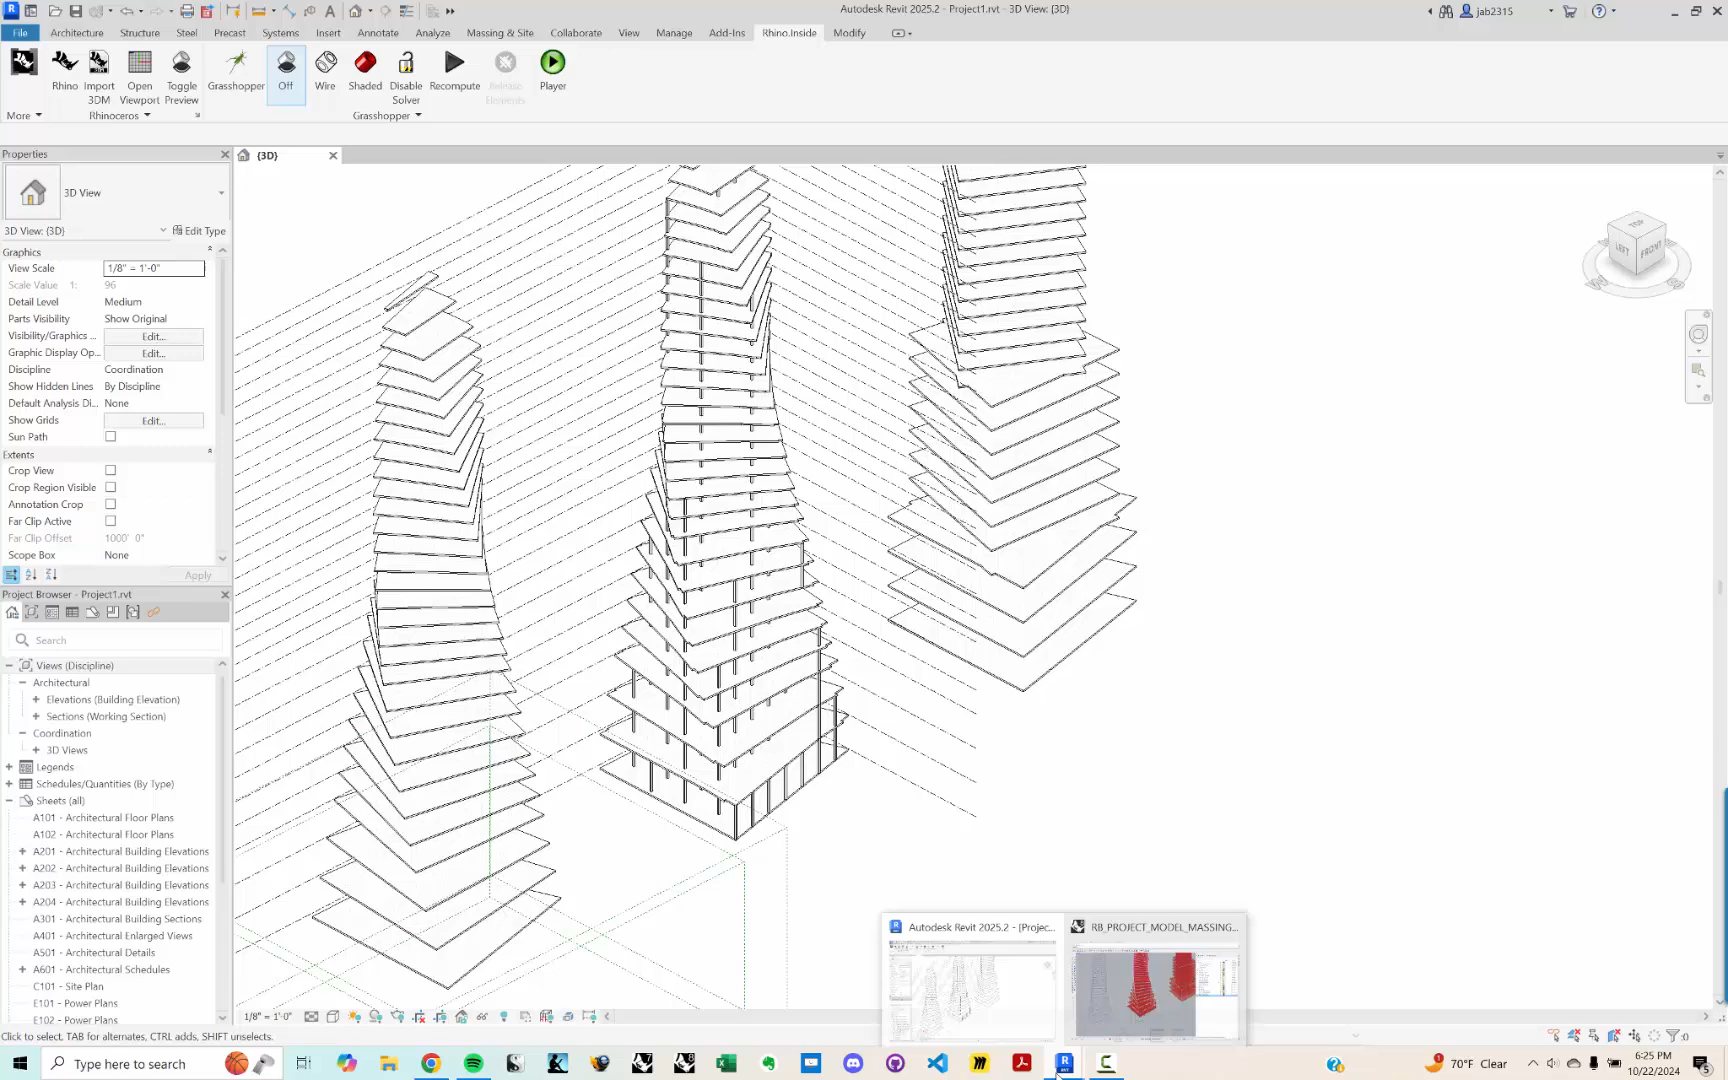 Autodesk Revit 2025.2 - Project1.rvt - 3D View: {3D}
jab2315
File Architecture Structure Steel Precast Systems Insert Annotate Analyze Massing & Site Collaborate View Manage Add-Ins Rhino.Inside Modify
Rhino Import 3DM Open Viewport Toggle Preview Grasshopper Off Wire Shaded Disable Solver Recompute Release Elements Player
More Rhinoceros Grasshopper
Properties
{3D}
3D View
3D View: {3D} Edit Type
Graphics
View Scale 1/8" = 1'-0"
Scale Value 1: 96
Detail Level Medium
Parts Visibility Show Original
Visibility/Graphics ... Edit...
Graphic Display Op... Edit...
Discipline Coordination
Show Hidden Lines By Discipline
Default Analysis Di... None
Show Grids Edit...
Sun Path
Extents
Crop View
Crop Region Visible
Annotation Crop
Far Clip Active
Far Clip Offset 1000' 0"
Scope Box None
Apply
Project Browser - Project1.rvt
Search
Views (Discipline)
Architectural
Elevations (Building Elevation)
Sections (Working Section)
Coordination
3D Views
Legends
Schedules/Quantities (By Type)
Sheets (all)
A101 - Architectural Floor Plans
A102 - Architectural Floor Plans
A201 - Architectural Building Elevations
A202 - Architectural Building Elevations
A203 - Architectural Building Elevations
A204 - Architectural Building Elevations
A301 - Architectural Building Sections
A401 - Architectural Enlarged Views
A501 - Architectural Details
A601 - Architectural Schedules
C101 - Site Plan
E101 - Power Plans
E102 - Power Plans
TOP
LEFT FRONT
W S
Autodesk Revit 2025.2 - [Projec...
RB_PROJECT_MODEL_MASSING...
1/8" = 1'-0"
Click to select, TAB for alternates, CTRL adds, SHIFT unselects.
:0
Type here to search
70°F Clear
6:25 PM
10/22/2024